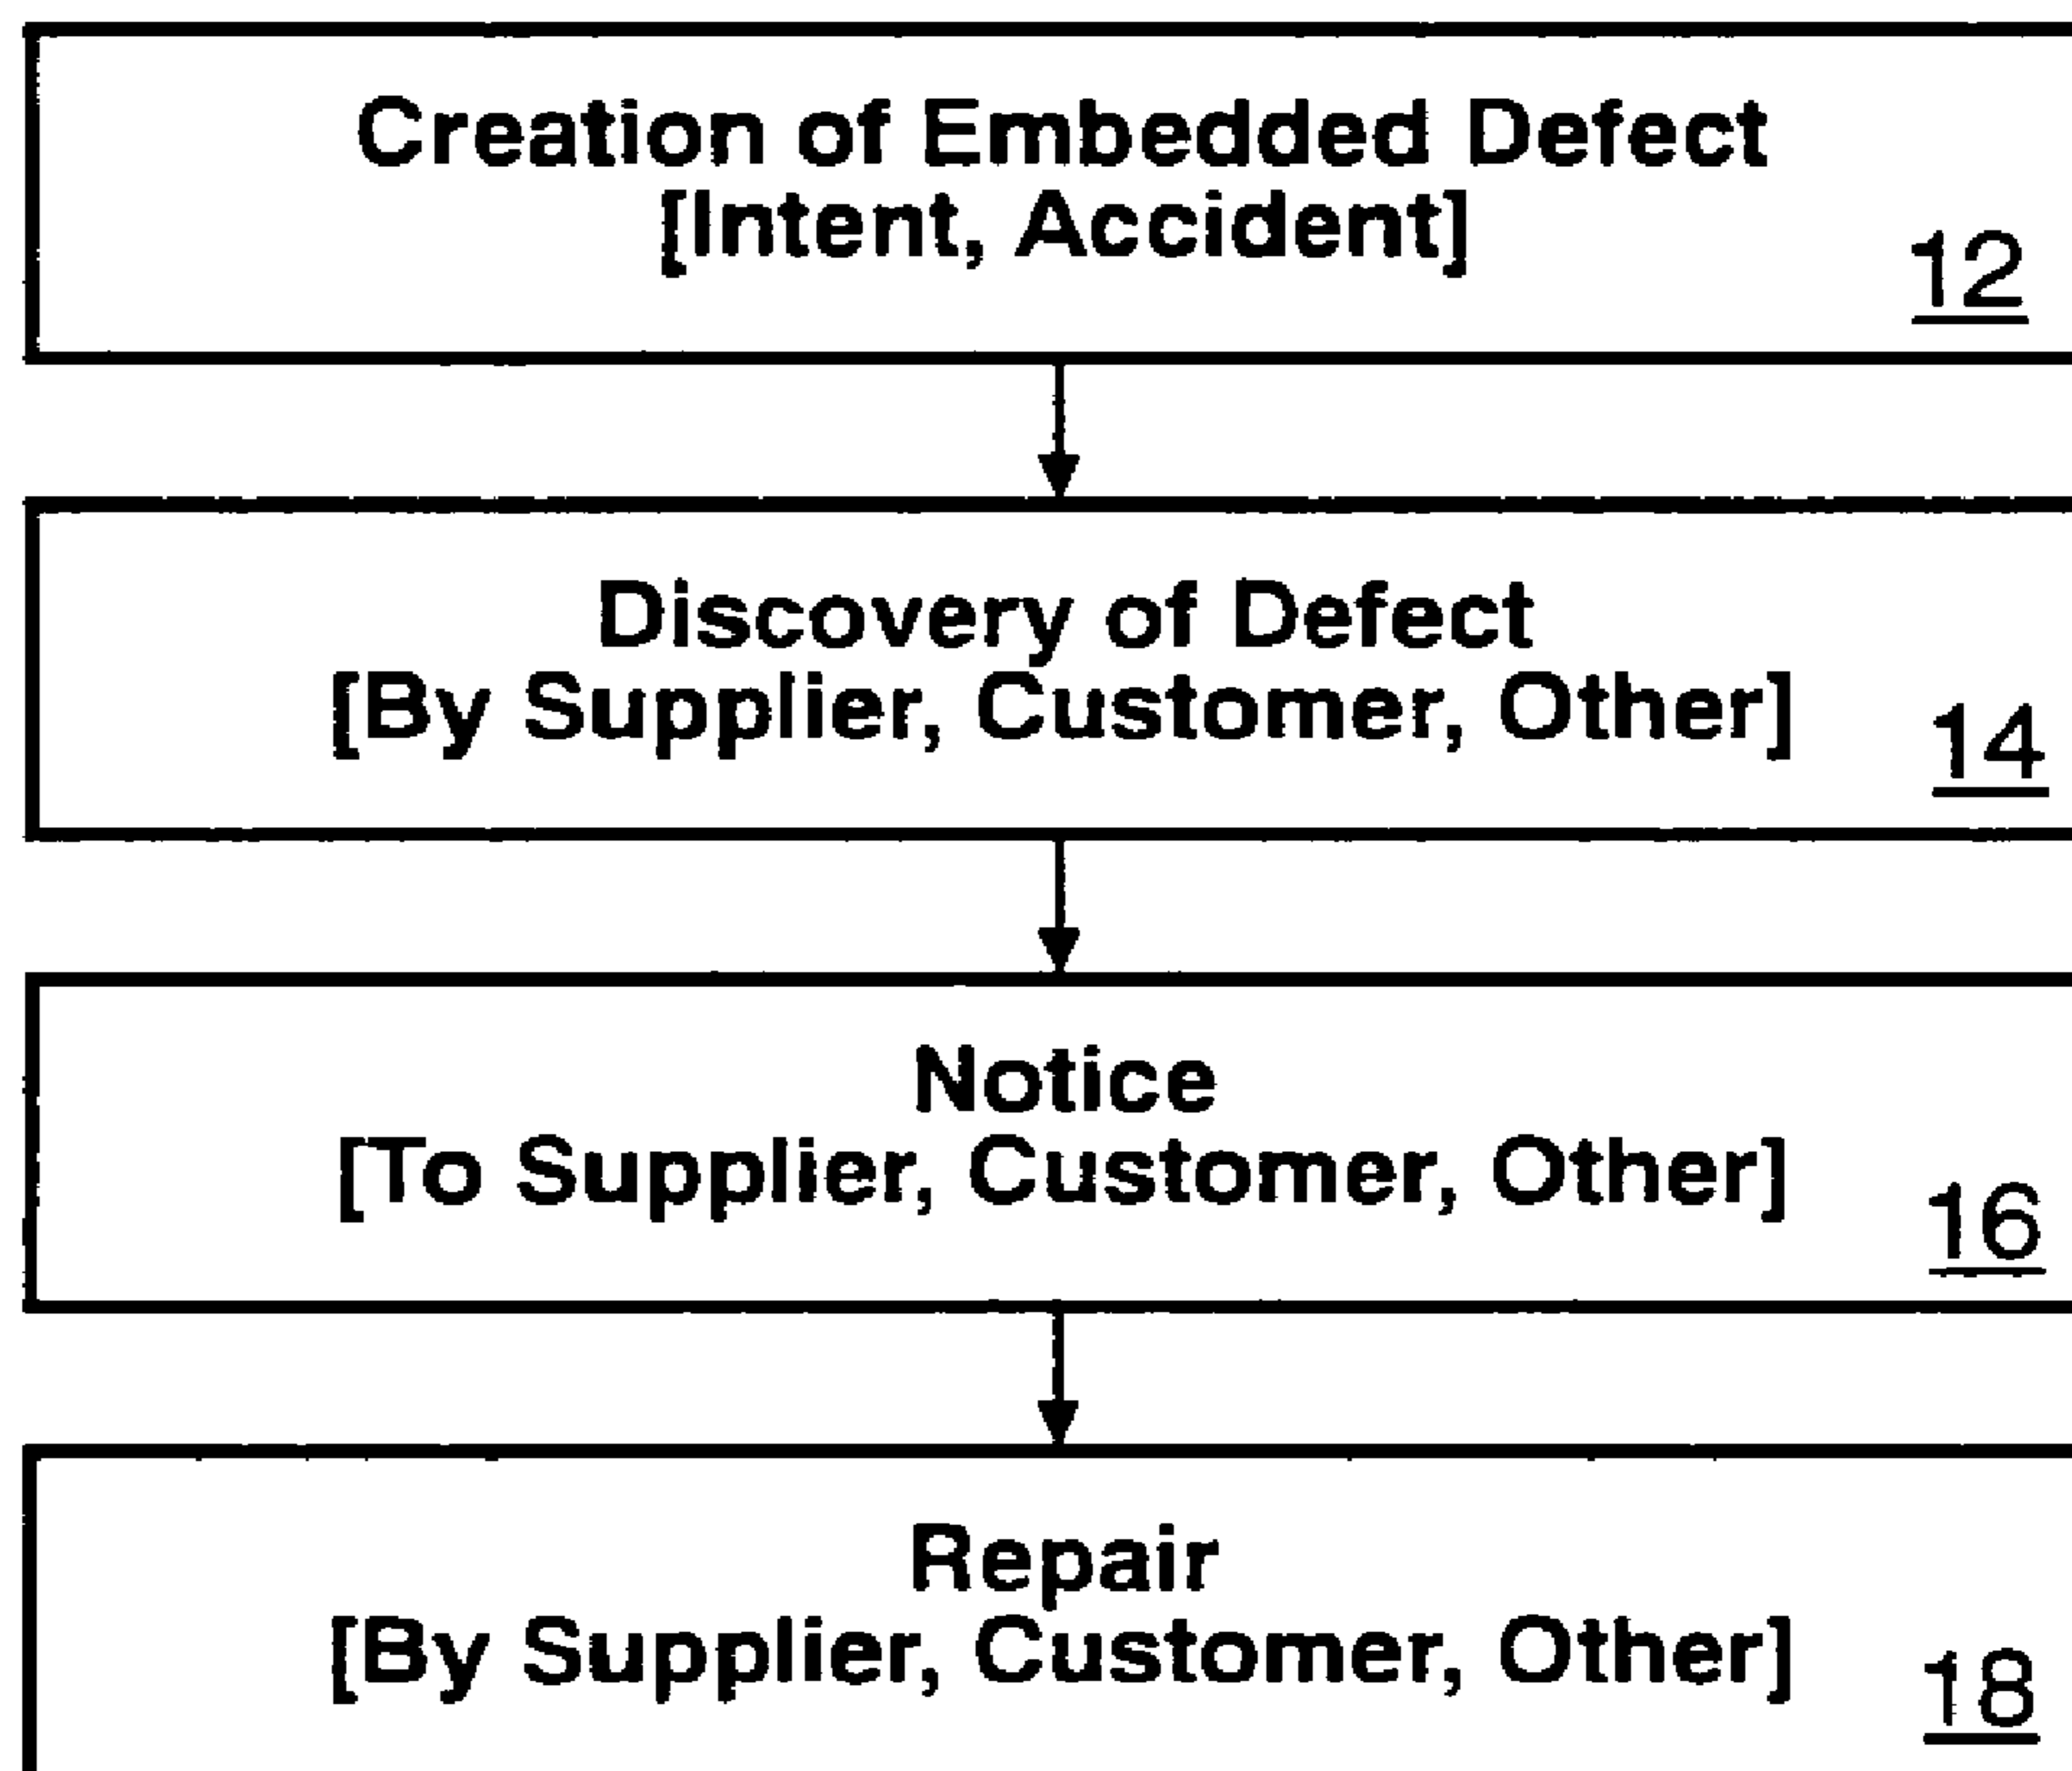 Creation of Embedded Defect
[Intent, Accident]
12
Discovery of Defect
[By Supplier, Customer, Other]
14
Notice
[To Supplier, Customer, Other]
16
Repair
[By Supplier, Customer, Other]
18